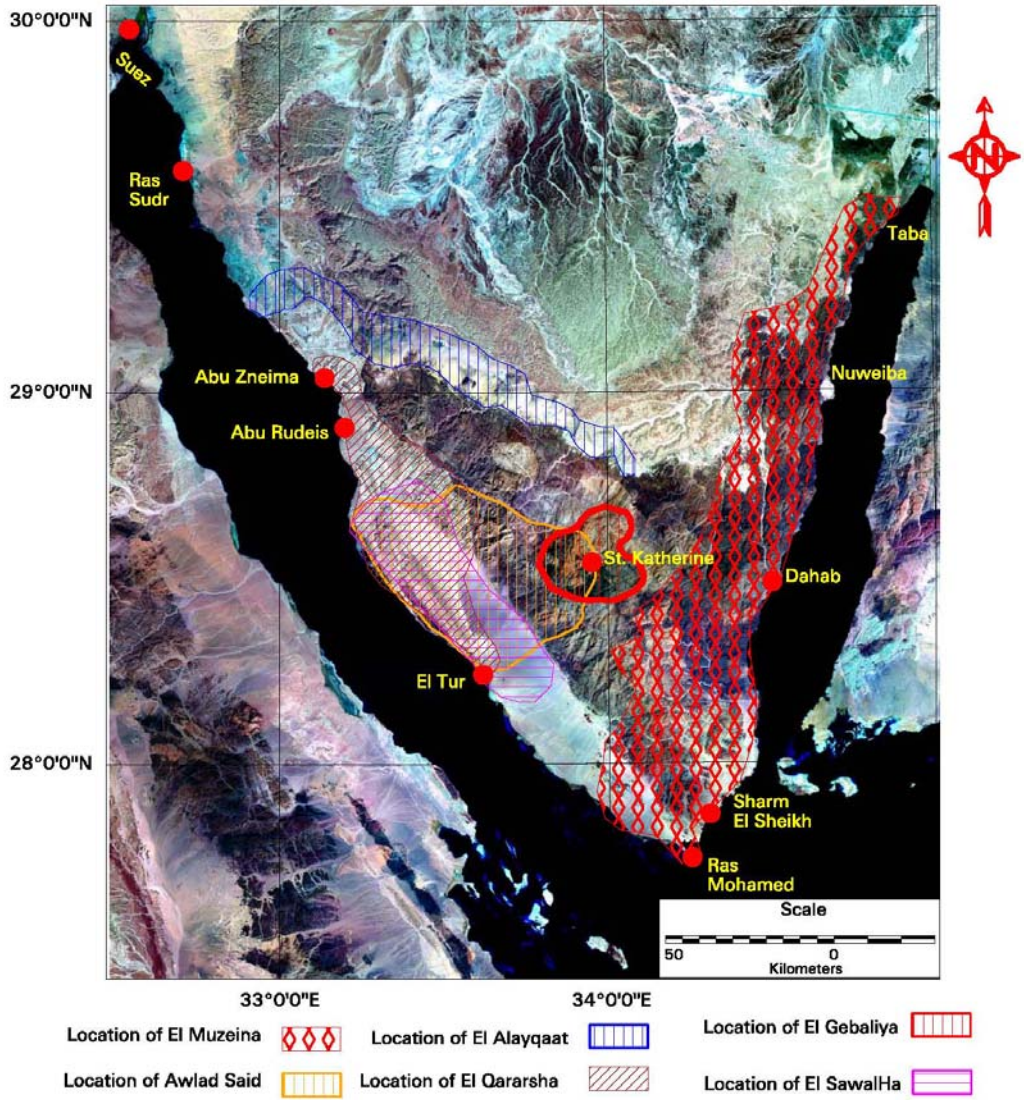 30°0'0"N
Suez
N
Ras
Sudr
Taba
Abu Zneima
29°0'0"N
Nuweiba
Abu Rudeis
St. Katherine
Dahab
El Tur
28°0'0"N
Sharm
El Sheikh
Ras
Mohamed
Scale
50 0
Kilometers
33°0'0"E 34°0'0"E
Location of El Muzeina Location of El Alayqaat Location of El Gebaliya
Location of Awlad Said Location of El Qararsha Location of El SawalHa